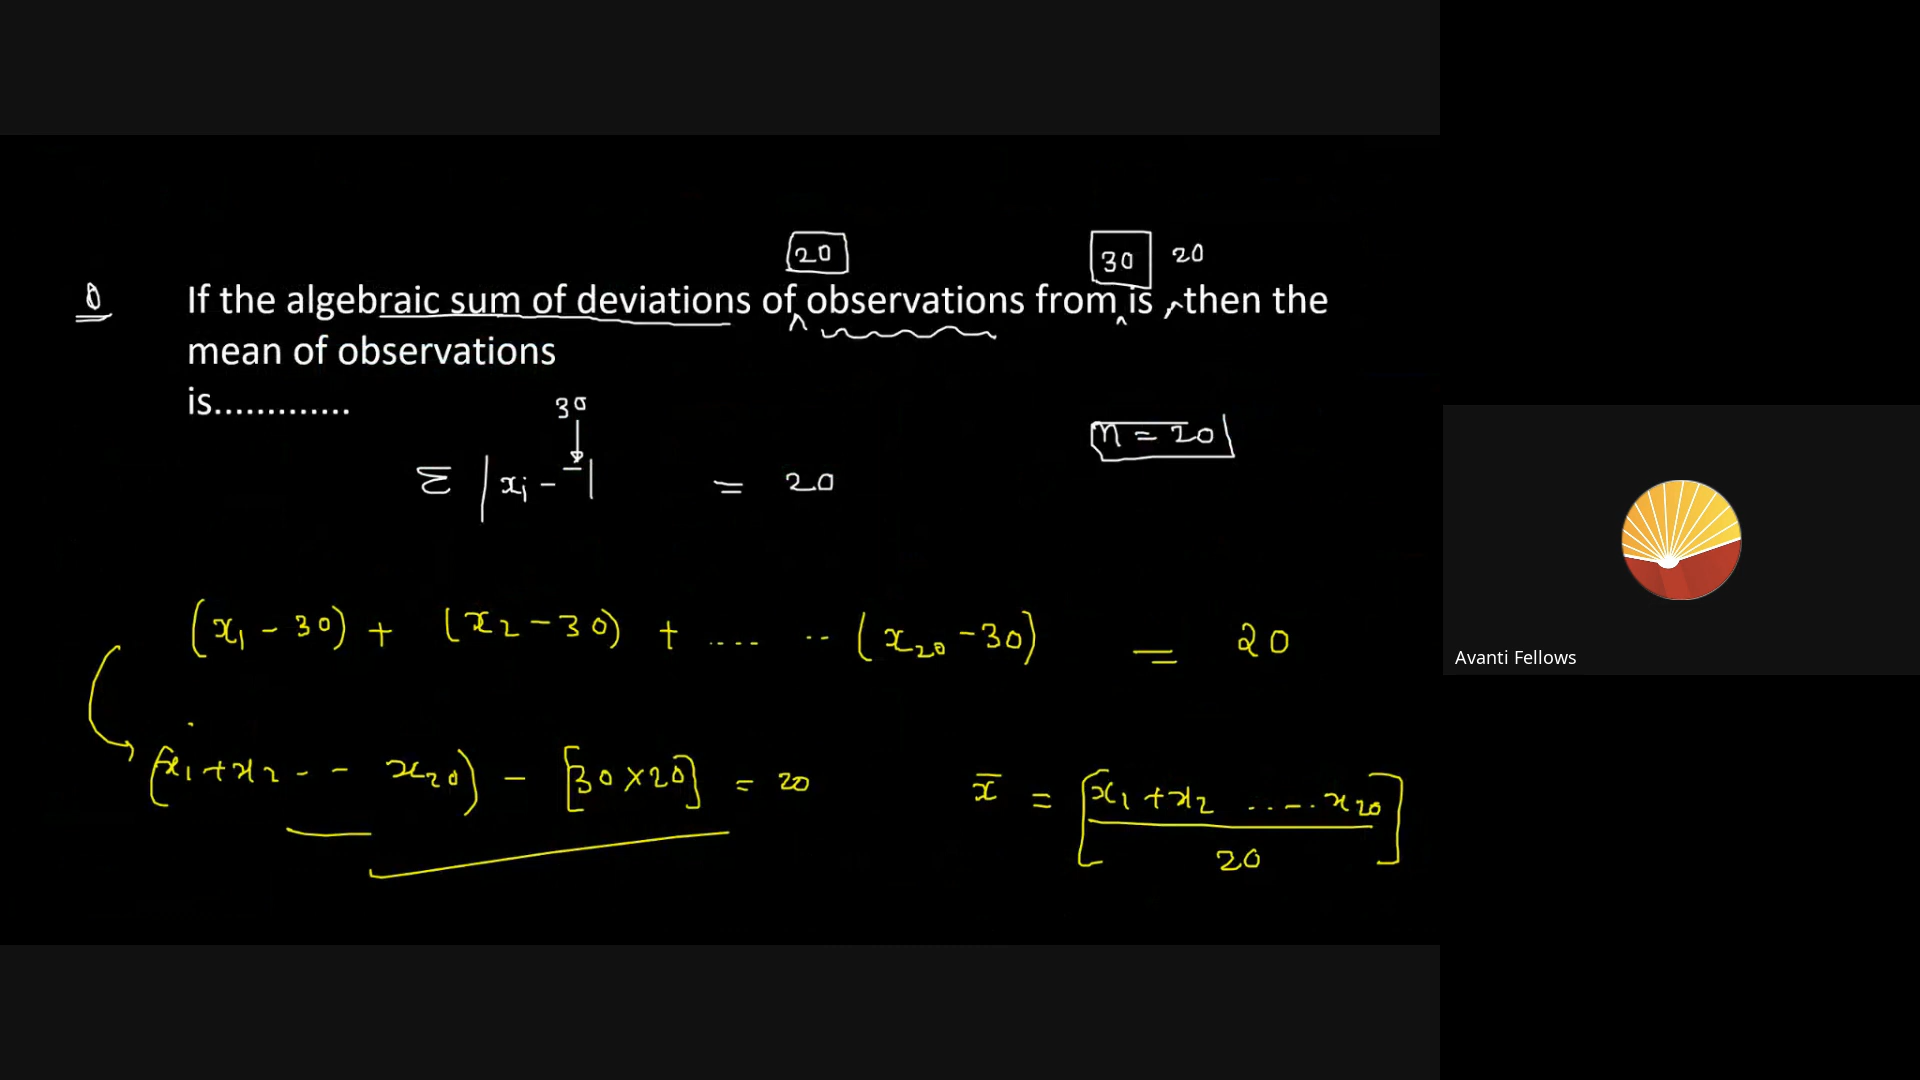 20 30 20
Q If the algebraic sum of deviations of observations from is , then the
mean of observations
is.............
30
n = 20
Σ |xi - | = 20
(x1 - 30) + (x2 - 30) + .... .. (x20 - 30) = 20
(x1 + x2 - - x20) - [30 × 20] = 20
x̄ = [x1 + x2 ..-. x20 / 20]
Avanti Fellows